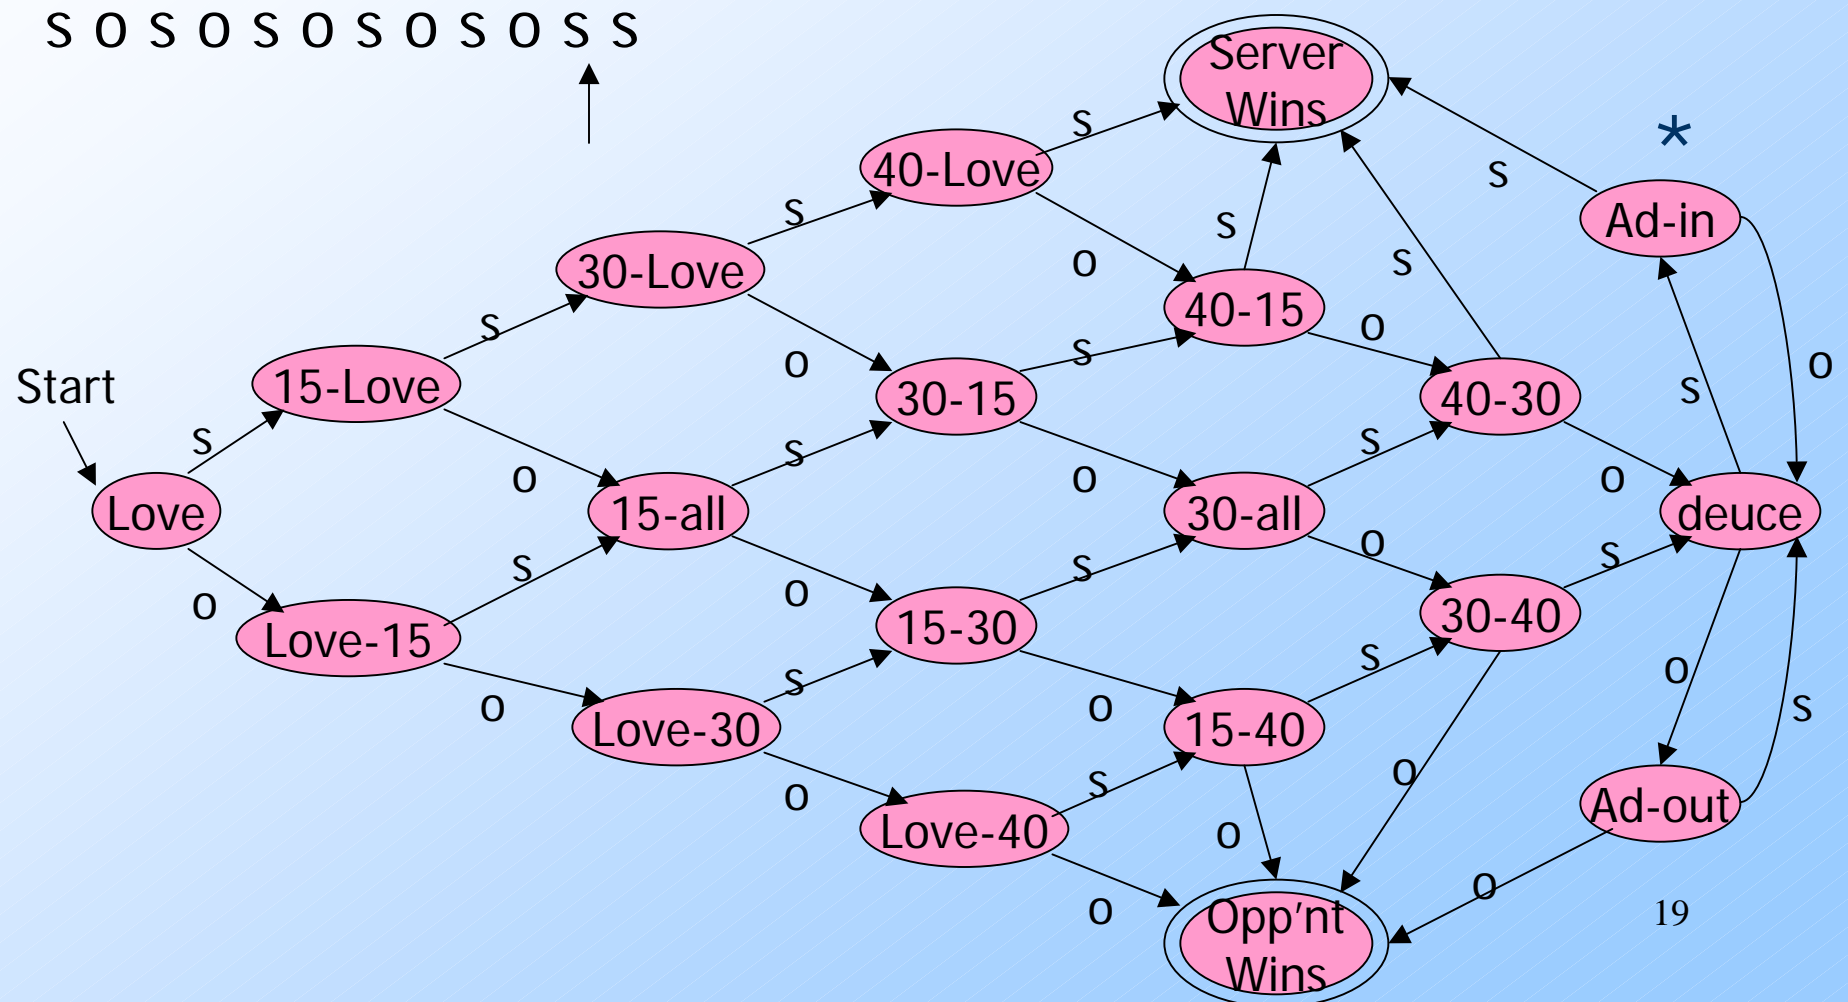 s o s o s o s o s o s s
Server
Wins
*
s
40-Love
s
Ad-in
s
s
30-Love
o
s
40-15
s
o
15-Love
o
s
o
Start
s
30-15
40-30
s
o
s
s
o
o
o
Love
15-all
30-all
deuce
o
s
o
s
s
o
o
Love-15
15-30
30-40
s
s
o
o
Love-30
o
15-40
s
o
s
o
Ad-out
Love-40
o
o
o
Opp'nt
Wins
19